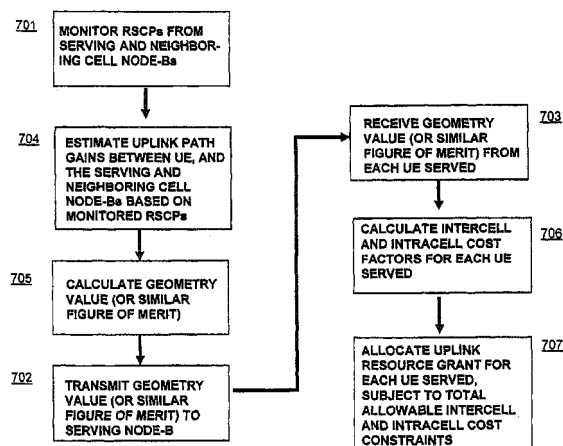 701
MONITOR RSCPs FROM
SERVING AND NEIGHBOR-
ING CELL NODE-Bs
704
ESTIMATE UPLINK PATH
GAINS BETWEEN UE, AND
THE SERVING AND
NEIGHBORING CELL
NODE-Bs BASED ON
MONITORED RSCPs
705
CALCULATE GEOMETRY
VALUE (OR SIMILAR
FIGURE OF MERIT)
702
TRANSMIT GEOMETRY
VALUE (OR SIMILAR
FIGURE OF MERIT) TO
SERVING NODE-B
703
RECEIVE GEOMETRY
VALUE (OR SIMILAR
FIGURE OF MERIT) FROM
EACH UE SERVED
706
CALCULATE INTERCELL
AND INTRACELL COST
FACTORS FOR EACH UE
SERVED
707
ALLOCATE UPLINK
RESOURCE GRANT FOR
EACH UE SERVED,
SUBJECT TO TOTAL
ALLOWABLE INTERCELL
AND INTRACELL COST
CONSTRAINTS